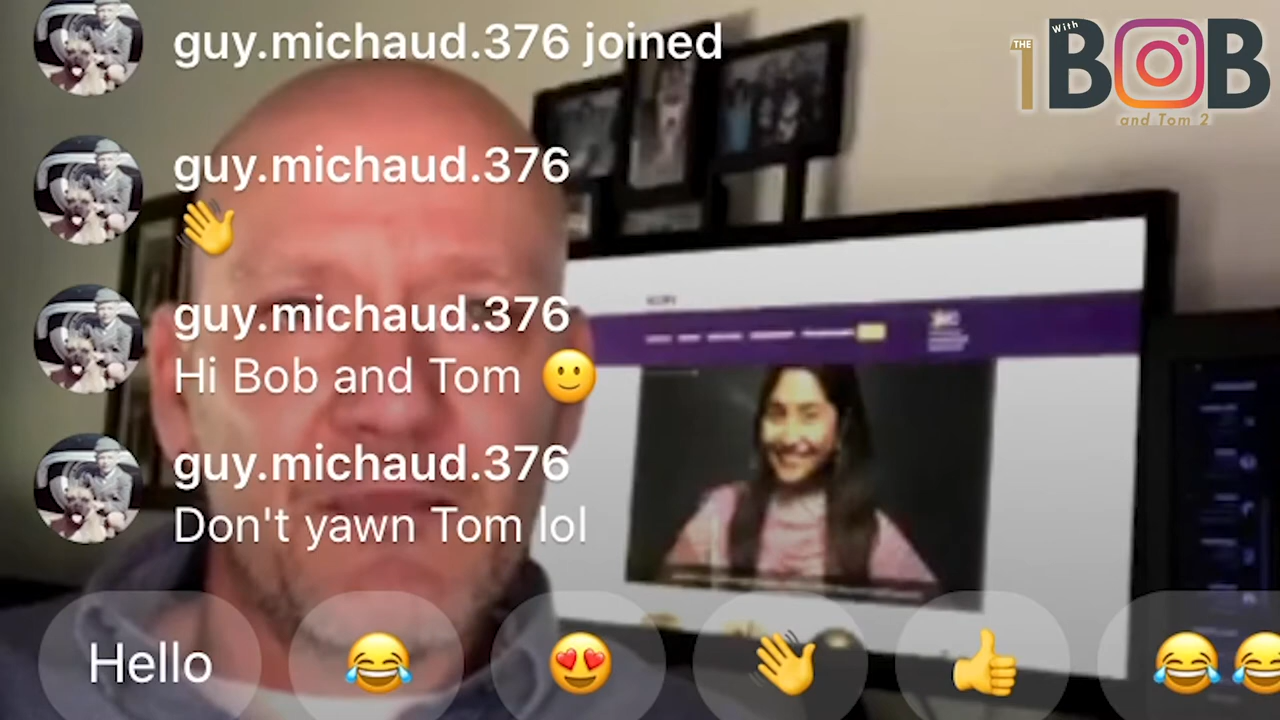 guy.michaud.376 joined
THE
1
With
BOB
and Tom 2
guy.michaud.376
👋
guy.michaud.376
Hi Bob and Tom 🙂
guy.michaud.376
Don't yawn Tom lol
Hello 😂 😍 👋 👍 😂 😂